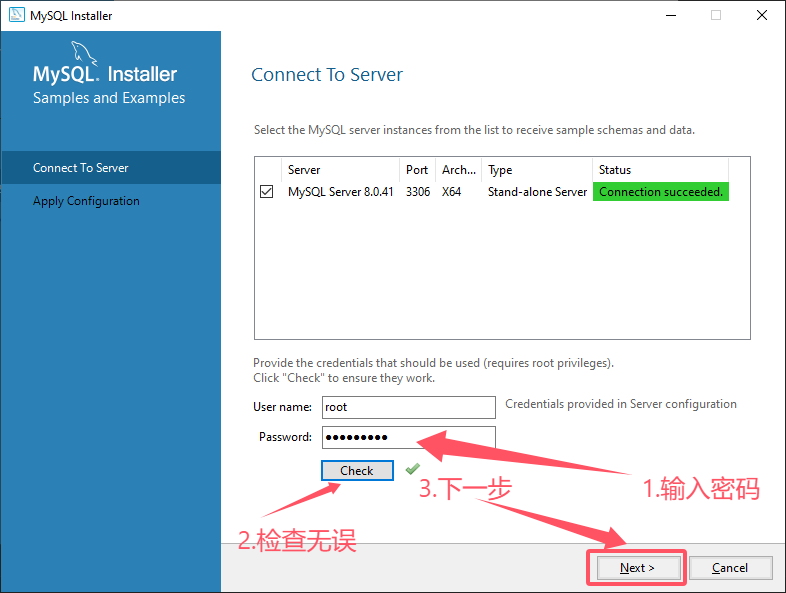 MySQL Installer
MySQL. Installer
Samples and Examples
Connect To Server
Apply Configuration
Connect To Server
Select the MySQL server instances from the list to receive sample schemas and data.
Server Port Arch... Type Status
MySQL Server 8.0.41 3306 X64 Stand-alone Server Connection succeeded.
Provide the credentials that should be used (requires root privileges).
Click "Check" to ensure they work.
User name: root Credentials provided in Server configuration
Password: ●●●●●●●●●
Check
3.下一步
1.输入密码
2.检查无误
Next >
Cancel